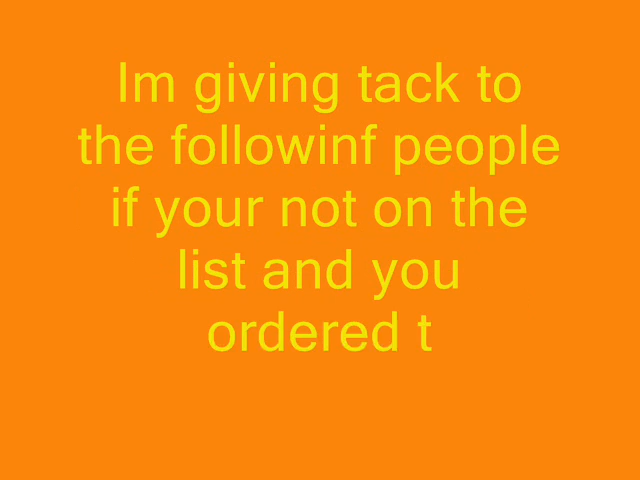 Im giving tack to
the followinf people
if your not on the
list and you
ordered t